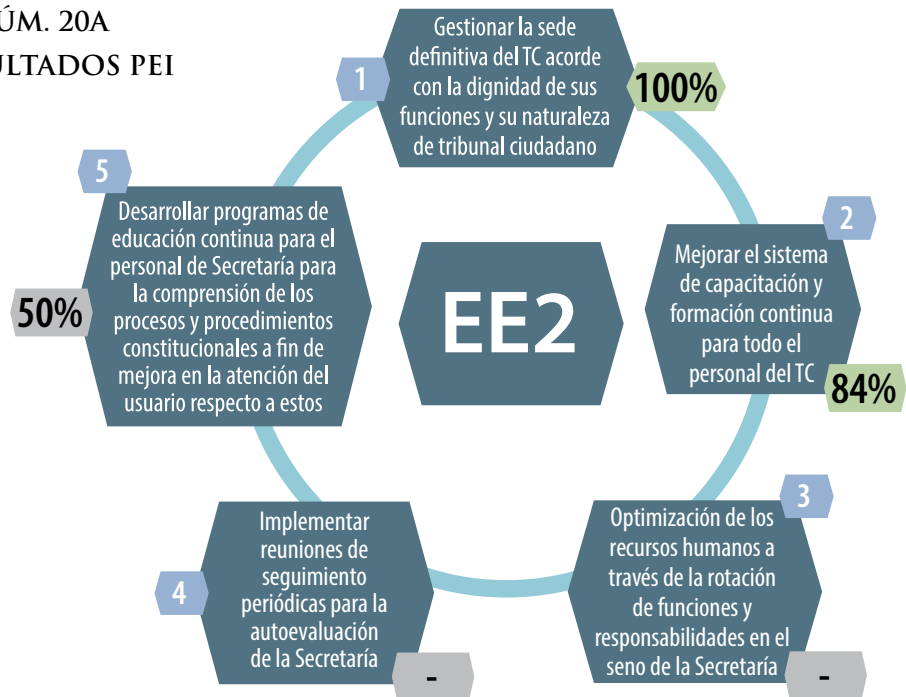 ÚM. 20A
ULTADOS PEI
1
Gestionar la sede
definitiva del TC acorde
con la dignidad de sus
funciones y su naturaleza
de tribunal ciudadano
100%
2
Mejorar el sistema
de capacitación y
formación continua
para todo el
personal del TC
84%
3
Optimización de los
recursos humanos a
través de la rotación
de funciones y
responsabilidades en el
seno de la Secretaría
-
4
Implementar
reuniones de
seguimiento
periódicas para la
autoevaluación
de la Secretaría
-
5
Desarrollar programas de
educación continua para el
personal de Secretaría para
la comprensión de los
procesos y procedimientos
constitucionales a fin de
mejora en la atención del
usuario respecto a estos
50%
EE2